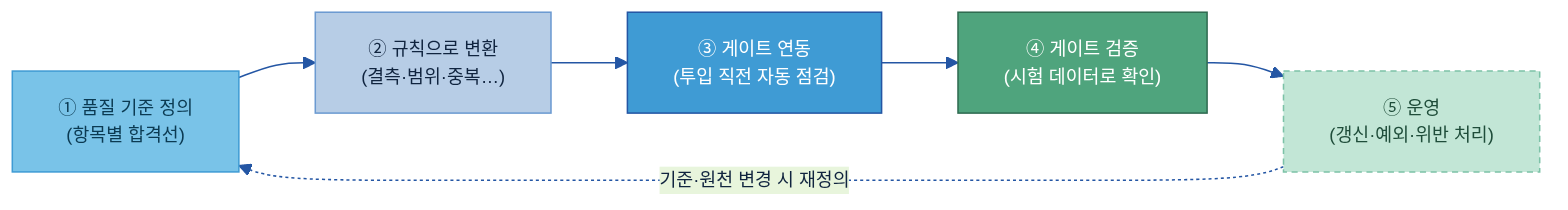 ① 품질 기준 정의
(항목별 합격선)
② 규칙으로 변환
(결측·범위·중복…)
③ 게이트 연동
(투입 직전 자동 점검)
④ 게이트 검증
(시험 데이터로 확인)
⑤ 운영
(갱신·예외·위반 처리)
기준·원천 변경 시 재정의